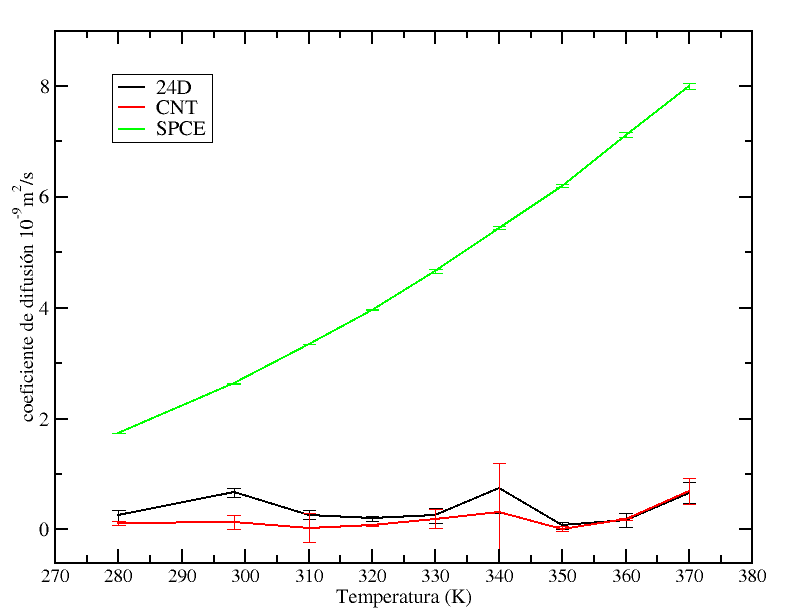 24D
CNT
SPCE
8
6
4
2
0
coeficiente de difusión 10⁻⁹ m²/s
270 280 290 300 310 320 330 340 350 360 370 380
Temperatura (K)